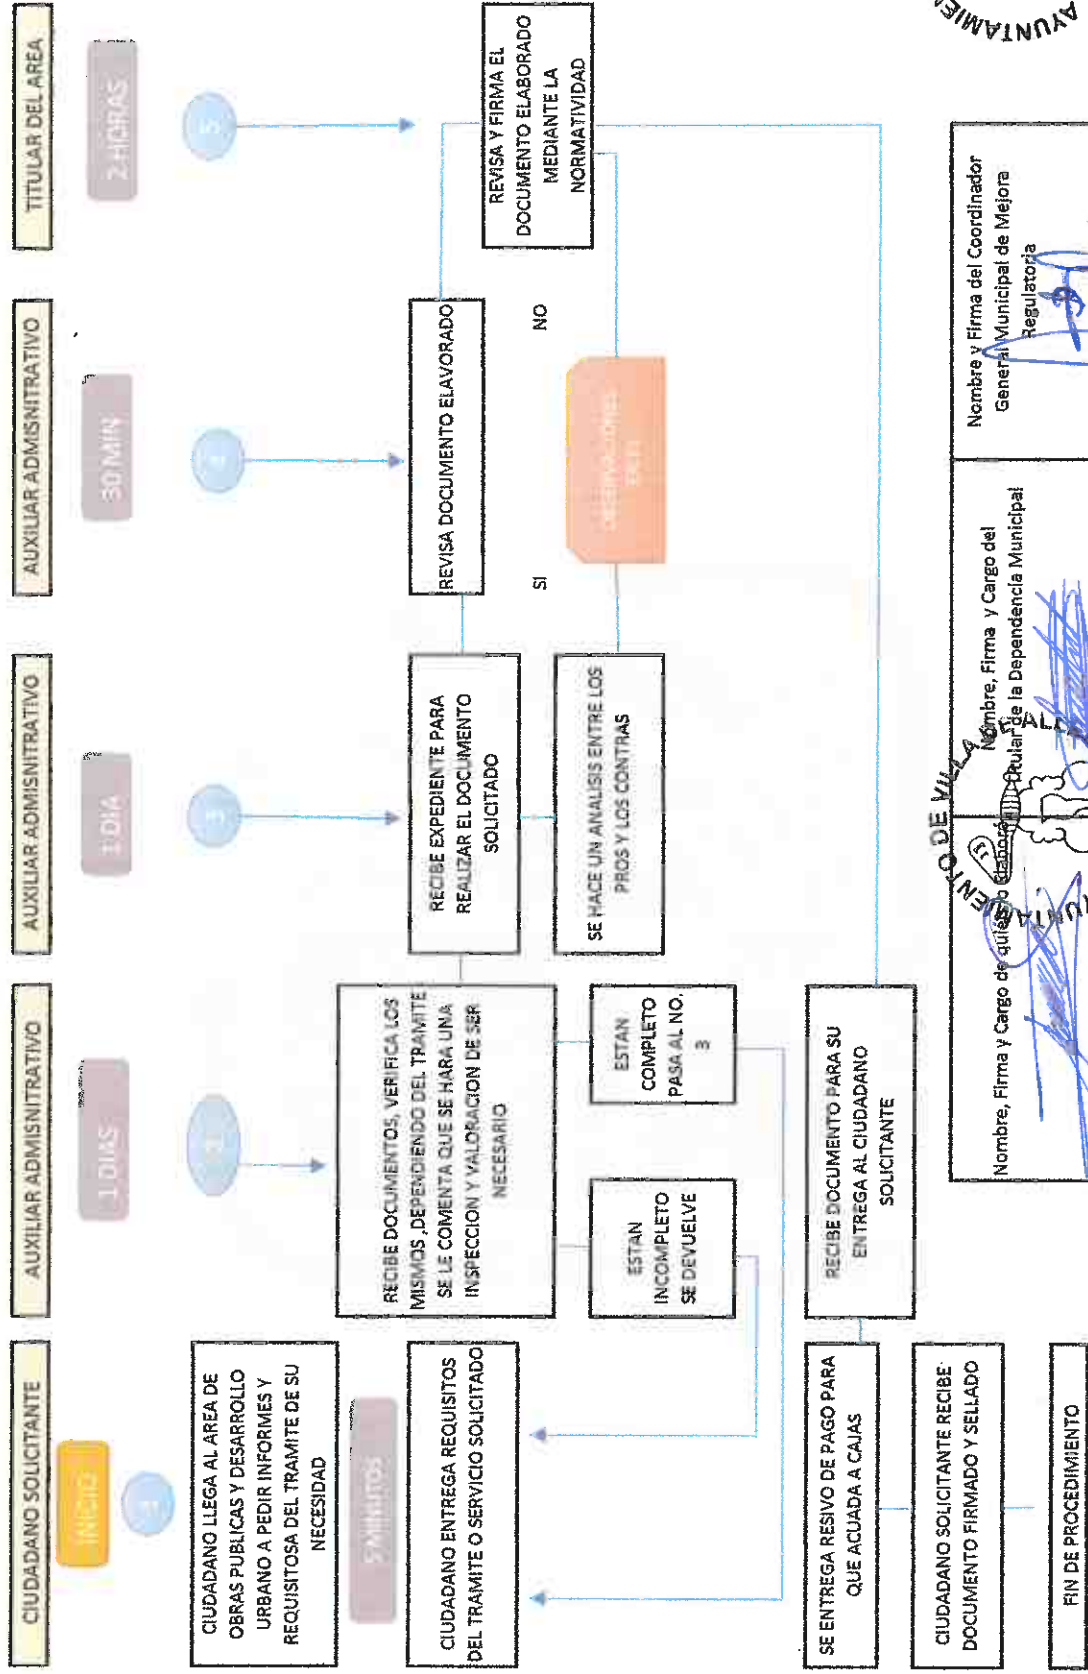 CIUDADANO SOLICITANTE
AUXILIAR ADMISNITRATIVO
AUXILIAR ADMISNITRATIVO
AUXILIAR ADMISNITRATIVO
TITULAR DEL AREA
INICIO
1 DIAS
1 DIA
30 MIN
2 HORAS
3
5
CIUDADANO LLEGA AL AREA DE
OBRAS PUBLICAS Y DESARROLLO
URBANO A PEDIR INFORMES Y
REQUISITOSA DEL TRAMITE DE SU
NECESIDAD
5 MINUTOS
CIUDADANO ENTREGA REQUISITOS
DEL TRAMITE O SERVICIO SOLICITADO
RECIBE DOCUMENTOS, VERIFICA LOS
MISMOS ,DEPENDIENDO DEL TRAMITE
SE LE COMENTA QUE SE HARA UNA
INSPECCION Y VALORACION DE SER
NECESARIO
ESTAN
INCOMPLETO
SE DEVUELVE
ESTAN
COMPLETO
PASA AL NO.
3
RECIBE EXPEDIENTE PARA
REALIZAR EL DOCUMENTO
SOLICITADO
SE HACE UN ANALISIS ENTRE LOS
PROS Y LOS CONTRAS
REVISA DOCUMENTO ELAVORADO
SI
NO
REVISA Y FIRMA EL
DOCUMENTO ELABORADO
MEDIANTE LA
NORMATIVIDAD
SE ENTREGA RESIVO DE PAGO PARA
QUE ACUADA A CAJAS
RECIBE DOCUMENTO PARA SU
ENTREGA AL CIUDADANO
SOLICITANTE
CIUDADANO SOLICITANTE RECIBE
DOCUMENTO FIRMADO Y SELLADO
FIN DE PROCEDIMIENTO
Nombre, Firma y Cargo de quien lo Elaboró
Nombre, Firma y Cargo del
Titular de la Dependencia Municipal
Nombre y Firma del Coordinador
General Municipal de Mejora
Regulatoria
DE VILLA DE